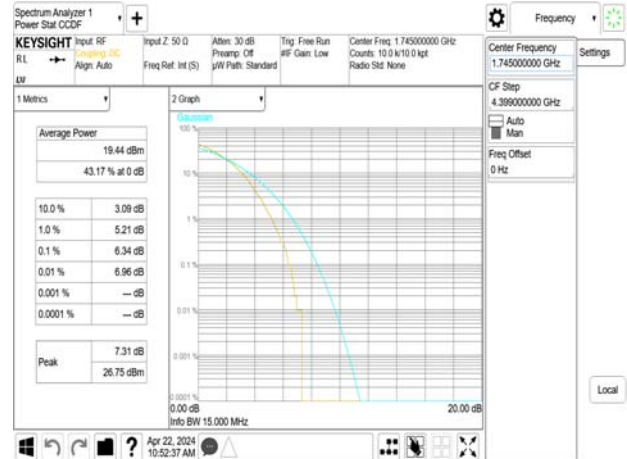 Spectrum Analyzer 1
Power Stat CCDF
Frequency
KEYSIGHT
Input: RF
Input Z: 50 Ω
Atten: 30 dB
Trig: Free Run
Center Freq: 1.745000000 GHz
RL
Coupling: DC
Preamp: Off
#IF Gain: Low
Counts: 10.0 k/10.0 kpt
Align: Auto
Freq Ref: Int (S)
µW Path: Standard
Radio Std: None
Center Frequency
1.745000000 GHz
Settings
CF Step
4.399000000 GHz
Auto
Man
Freq Offset
0 Hz
1 Metrics
2 Graph
Gaussian
Average Power
19.44 dBm
43.17 % at 0 dB
10.0 % 3.09 dB
1.0 % 5.21 dB
0.1 % 6.34 dB
0.01 % 6.96 dB
0.001 % --- dB
0.0001 % --- dB
Peak
7.31 dB
26.75 dBm
100 %
10 %
1 %
0.1 %
0.01 %
0.001 %
0.0001 %
0.00 dB 20.00 dB
Info BW 15.000 MHz
Local
?
Apr 22, 2024
10:52:37 AM